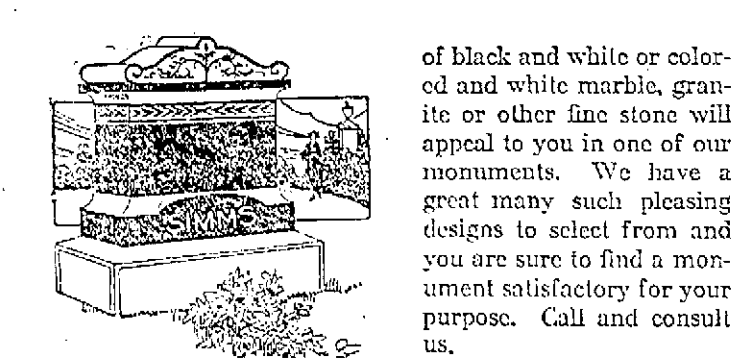 SIMMS
of black and white or color-
ed and white marble, gran-
ite or other fine stone will
appeal to you in one of our
monuments. We have a
great many such pleasing
designs to select from and
you are sure to find a mon-
ument satisfactory for your
purpose. Call and consult
us.